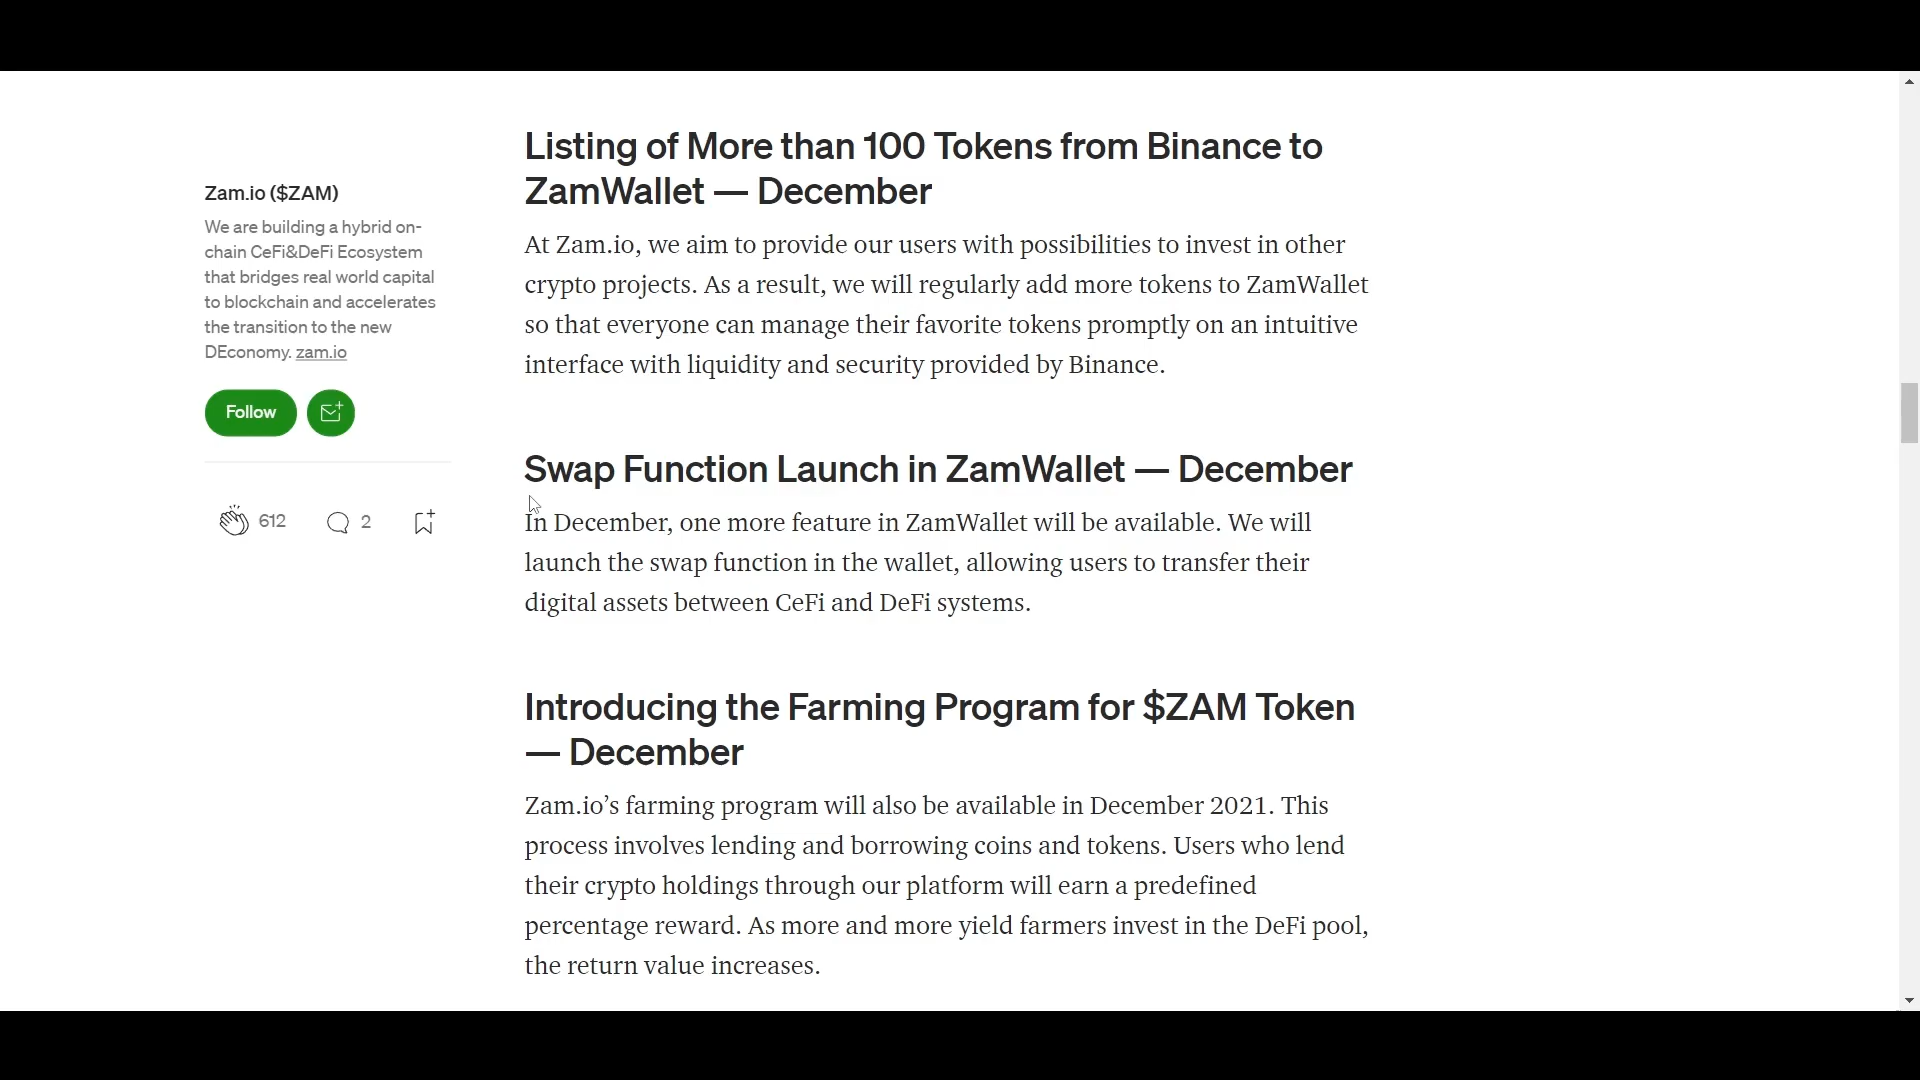 Zam.io ($ZAM)
We are building a hybrid on-
chain CeFi&DeFi Ecosystem
that bridges real world capital
to blockchain and accelerates
the transition to the new
DEconomy. zam.io
Follow
612
2
Listing of More than 100 Tokens from Binance to
ZamWallet — December
At Zam.io, we aim to provide our users with possibilities to invest in other
crypto projects. As a result, we will regularly add more tokens to ZamWallet
so that everyone can manage their favorite tokens promptly on an intuitive
interface with liquidity and security provided by Binance.
Swap Function Launch in ZamWallet — December
In December, one more feature in ZamWallet will be available. We will
launch the swap function in the wallet, allowing users to transfer their
digital assets between CeFi and DeFi systems.
Introducing the Farming Program for $ZAM Token
— December
Zam.io’s farming program will also be available in December 2021. This
process involves lending and borrowing coins and tokens. Users who lend
their crypto holdings through our platform will earn a predefined
percentage reward. As more and more yield farmers invest in the DeFi pool,
the return value increases.